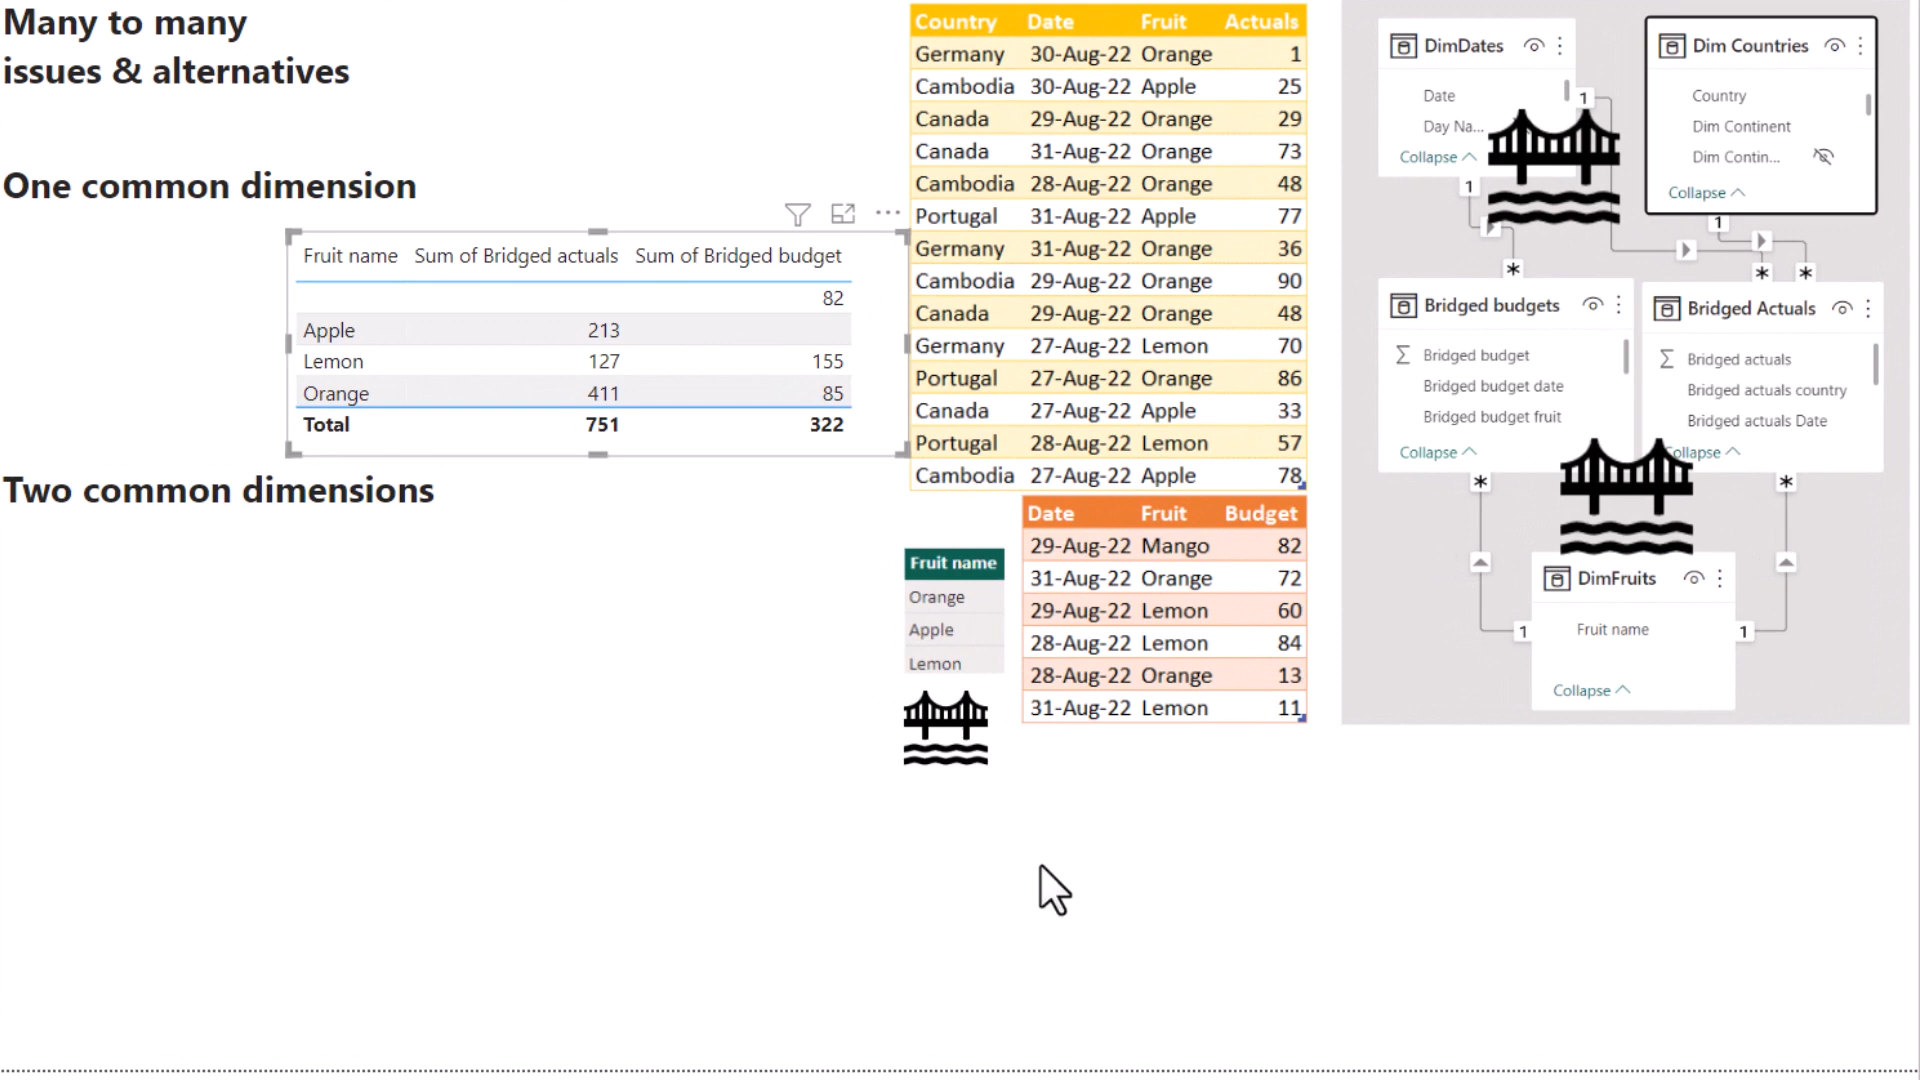 Many to many
issues & alternatives
One common dimension
Fruit name Sum of Bridged actuals Sum of Bridged budget
82
Apple 213
Lemon 127 155
Orange 411 85
Total 751 322
Two common dimensions
Country Date Fruit Actuals
Germany 30-Aug-22 Orange 1
Cambodia 30-Aug-22 Apple 25
Canada 29-Aug-22 Orange 29
Canada 31-Aug-22 Orange 73
Cambodia 28-Aug-22 Orange 48
Portugal 31-Aug-22 Apple 77
Germany 31-Aug-22 Orange 36
Cambodia 29-Aug-22 Orange 90
Canada 29-Aug-22 Orange 48
Germany 27-Aug-22 Lemon 70
Portugal 27-Aug-22 Orange 86
Canada 27-Aug-22 Apple 33
Portugal 28-Aug-22 Lemon 57
Cambodia 27-Aug-22 Apple 78
Fruit name
Orange
Apple
Lemon
Date Fruit Budget
29-Aug-22 Mango 82
31-Aug-22 Orange 72
29-Aug-22 Lemon 60
28-Aug-22 Lemon 84
28-Aug-22 Orange 13
31-Aug-22 Lemon 11
DimDates
Date
Day Na...
Collapse
1
1
Dim Countries
Country
Dim Continent
Dim Contin...
Collapse
1
*
* *
Bridged budgets
Σ Bridged budget
Bridged budget date
Bridged budget fruit
Collapse
*
Bridged Actuals
Σ Bridged actuals
Bridged actuals country
Bridged actuals Date
ollapse
*
DimFruits
Fruit name
1 1
Collapse